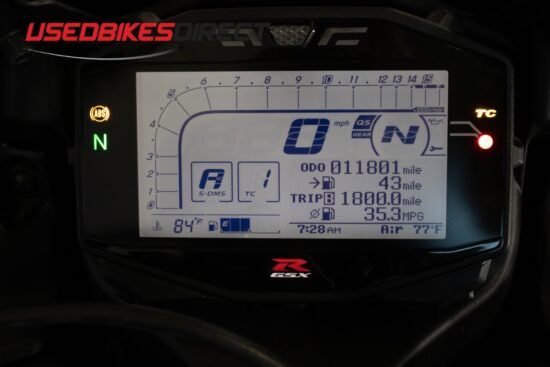 USEDBIKESDIRECT
5 6 . 7 . 8 . 9 . 10 . 11 . 12 13 14 15
4
3
2
1
0
ABS
N
0 mph QS GEAR N
TC
A S-DMS
TC 1
ODO 011801 mile
→ 43 mile
TRIP B 1800.0 mile
35.3 MPG
84°F E
7:28 AM Air 77°F
R
GSX